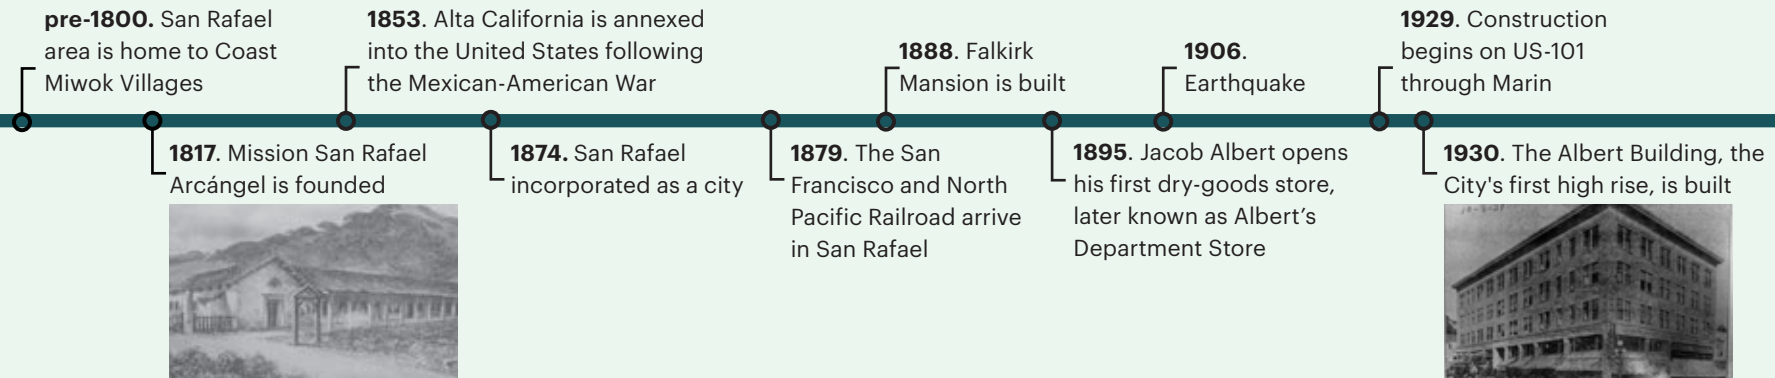 pre-1800. San Rafael
area is home to Coast
Miwok Villages
1817. Mission San Rafael
Arcángel is founded
1853. Alta California is annexed
into the United States following
the Mexican-American War
1874. San Rafael
incorporated as a city
1879. The San
Francisco and North
Pacific Railroad arrive
in San Rafael
1888. Falkirk
Mansion is built
1895. Jacob Albert opens
his first dry-goods store,
later known as Albert’s
Department Store
1906.
Earthquake
1929. Construction
begins on US-101
through Marin
1930. The Albert Building, the
City's first high rise, is built